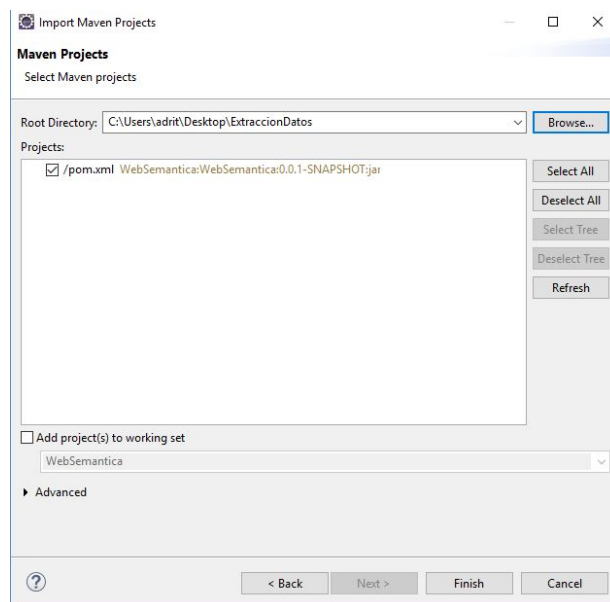 Import Maven Projects
Maven Projects
Select Maven projects
Root Directory: C:\Users\adrit\Desktop\ExtraccionDatos Browse...
Projects:
/pom.xml WebSemantica:WebSemantica:0.0.1-SNAPSHOT:jar
Select All
Deselect All
Select Tree
Deselect Tree
Refresh
Add project(s) to working set
WebSemantica
Advanced
? < Back Next > Finish Cancel